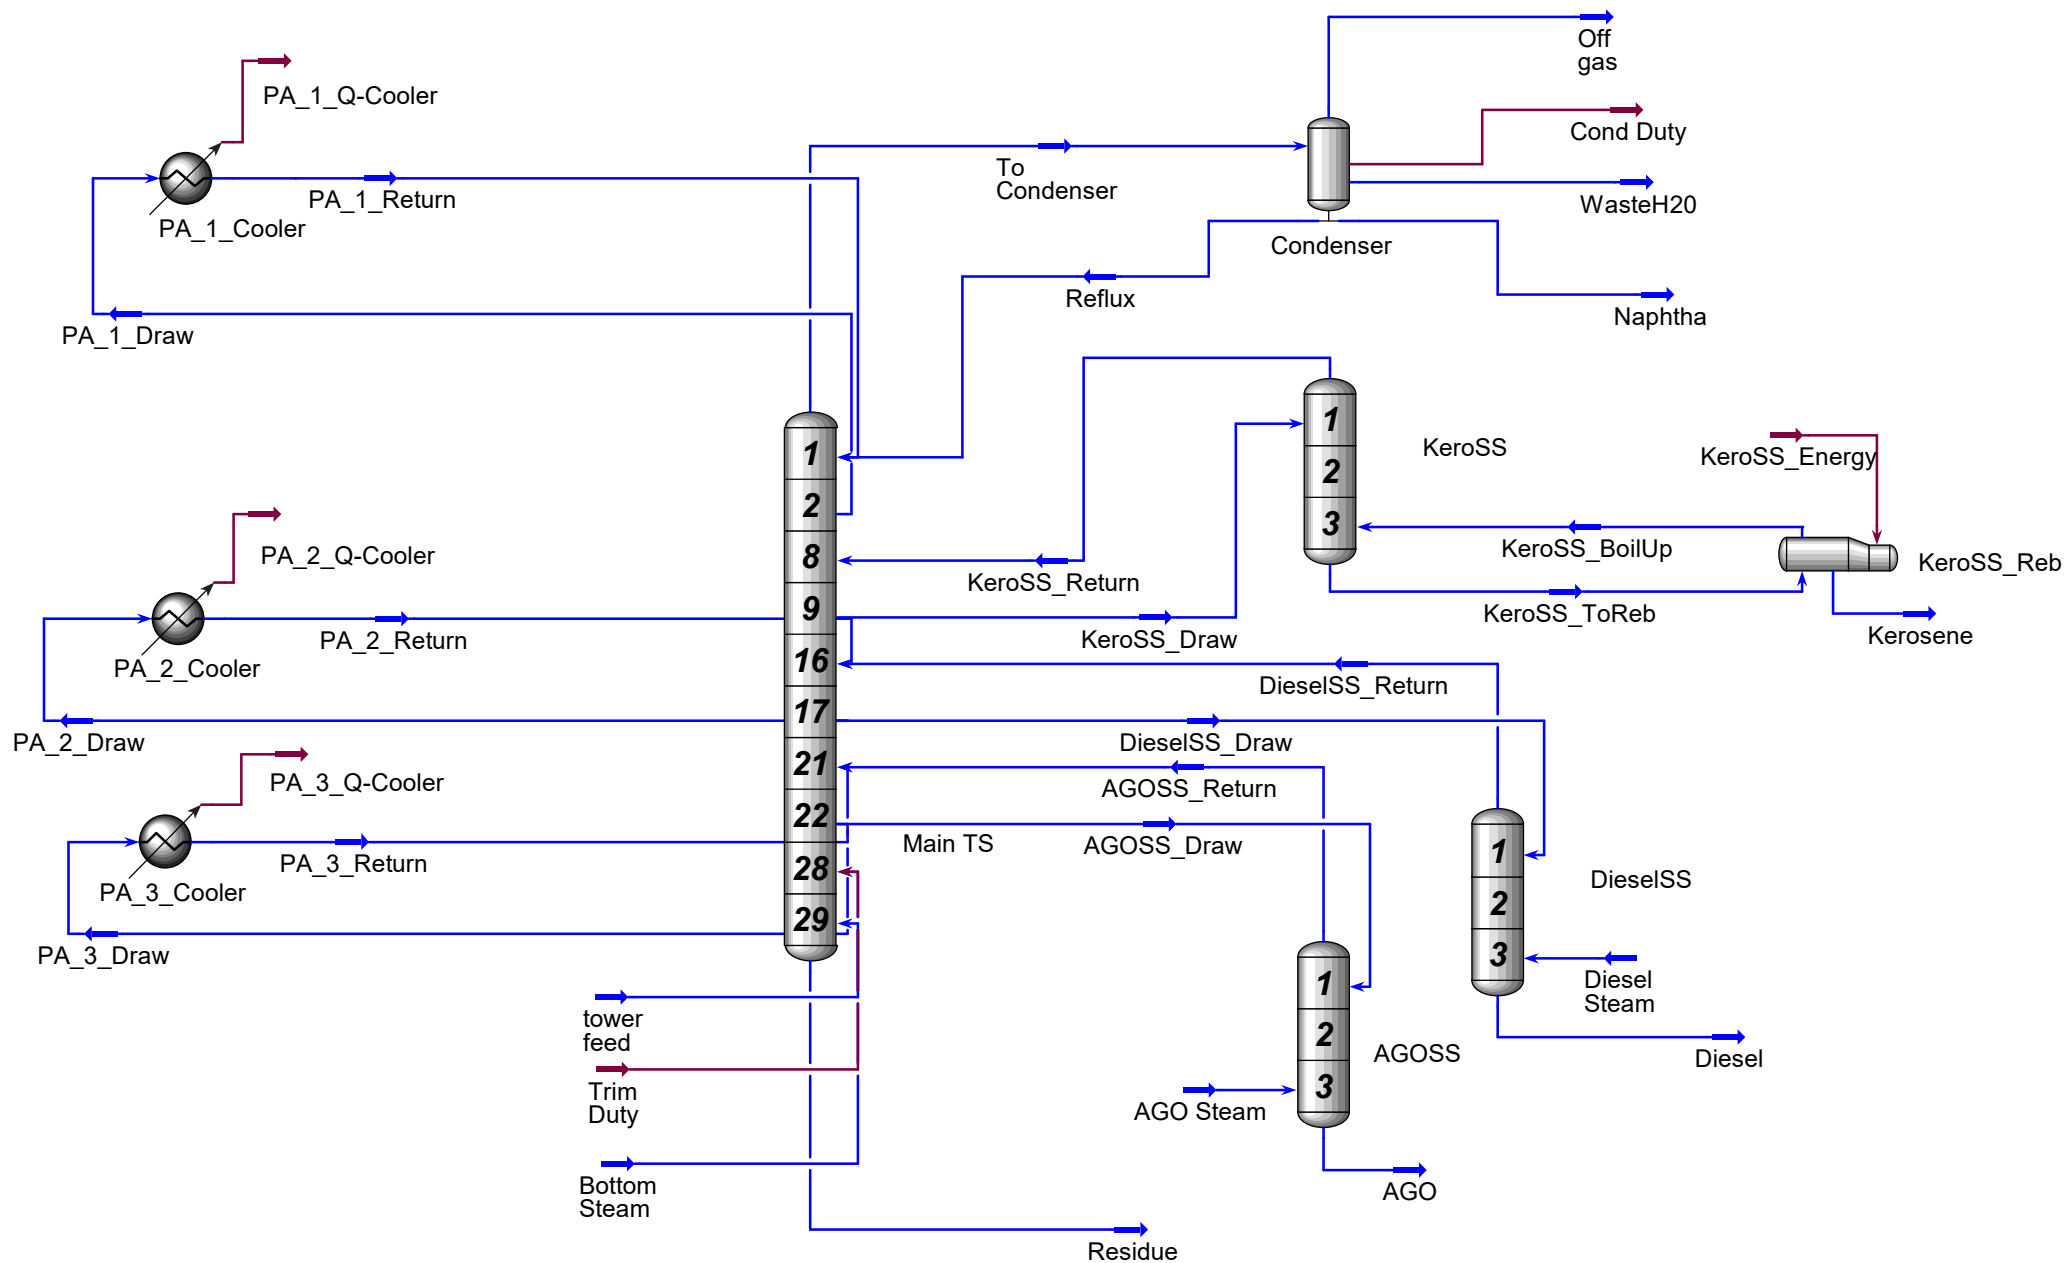 Off
gas
PA_1_Q-Cooler
Cond Duty
To
Condenser
PA_1_Return
WasteH20
PA_1_Cooler
Condenser
Reflux
Naphtha
PA_1_Draw
1
2
8
9
16
17
21
22
28
29
1
2
3
KeroSS
KeroSS_Energy
KeroSS_BoilUp
KeroSS_Reb
KeroSS_Return
KeroSS_ToReb
Kerosene
KeroSS_Draw
PA_2_Q-Cooler
PA_2_Return
PA_2_Cooler
DieselSS_Return
PA_2_Draw
DieselSS_Draw
PA_3_Q-Cooler
AGOSS_Return
Main TS
AGOSS_Draw
PA_3_Return
PA_3_Cooler
1
2
3
DieselSS
PA_3_Draw
Diesel
Steam
1
2
3
AGOSS
tower
feed
Diesel
Trim
Duty
AGO Steam
Bottom
Steam
AGO
Residue